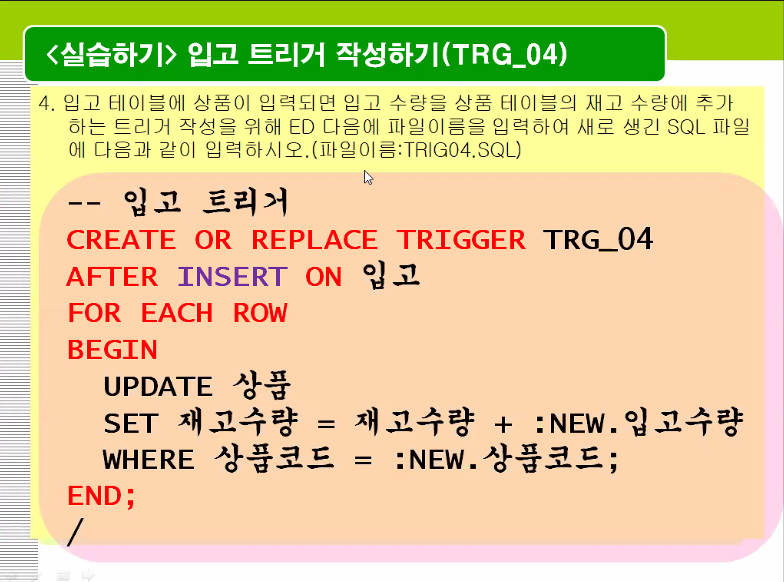 <실습하기> 입고 트리거 작성하기(TRG_04)
4. 입고 테이블에 상품이 입력되면 입고 수량을 상품 테이블의 재고 수량에 추가
하는 트리거 작성을 위해 ED 다음에 파일이름을 입력하여 새로 생긴 SQL 파일
에 다음과 같이 입력하시오.(파일이름:TRIG04.SQL)
-- 입고 트리거
CREATE OR REPLACE TRIGGER TRG_04
AFTER INSERT ON 입고
FOR EACH ROW
BEGIN
UPDATE 상품
SET 재고수량 = 재고수량 + :NEW.입고수량
WHERE 상품코드 = :NEW.상품코드;
END;
/